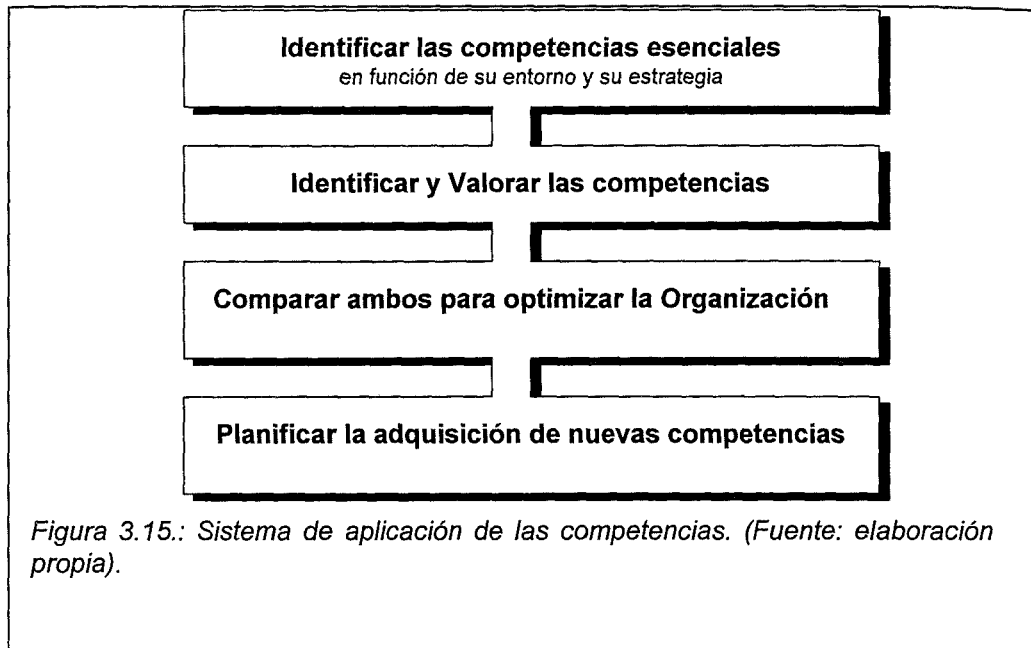 Identificar las competencias esenciales
en función de su entorno y su estrategia
Identificar y Valorar las competencias
Comparar ambos para optimizar la Organización
Planificar la adquisición de nuevas competencias
Figura 3.15.: Sistema de aplicación de las competencias. (Fuente: elaboración
propia).